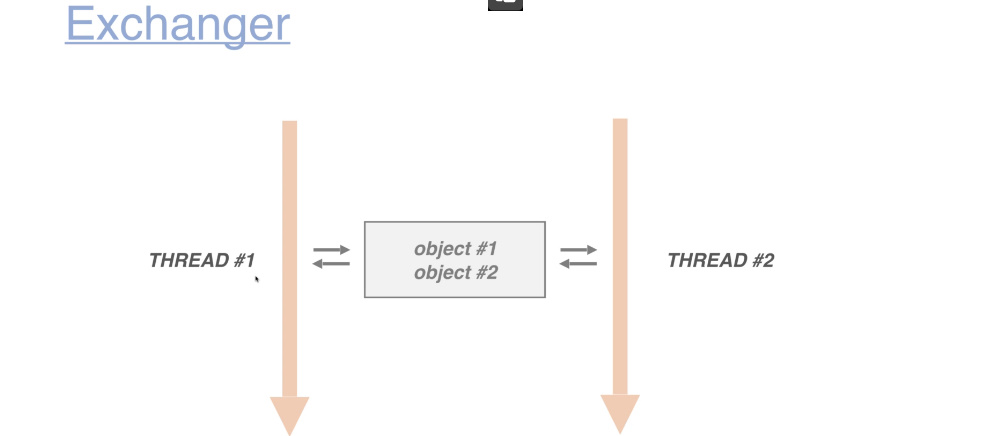 Exchanger
THREAD #1
object #1
object #2
THREAD #2